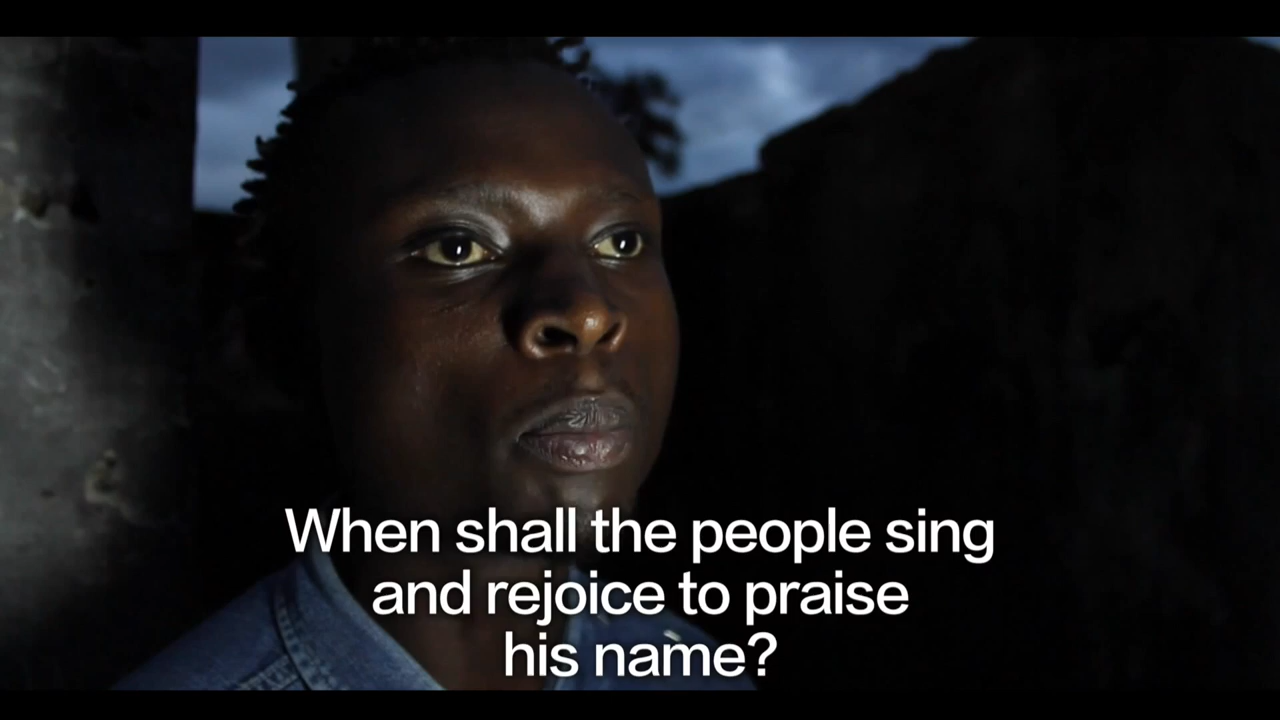 When shall the people sing
and rejoice to praise
his name?